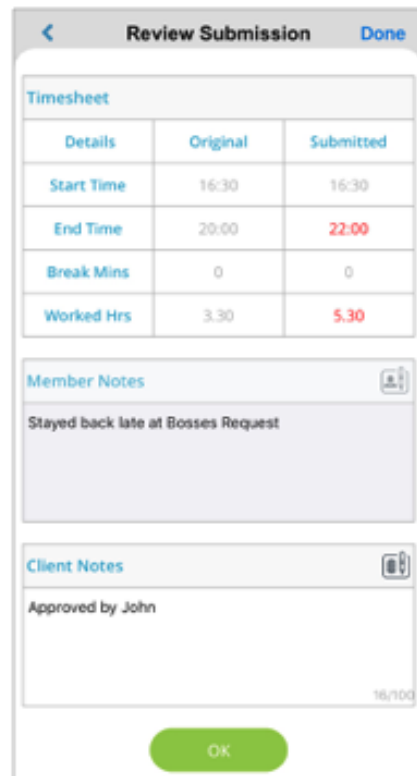 Review Submission Done
Timesheet
Details Original Submitted
Start Time 16:30 16:30
End Time 20:00 22:00
Break Mins 0 0
Worked Hrs 3.30 5.30
Member Notes
Stayed back late at Bosses Request
Client Notes
Approved by John
16/100
OK